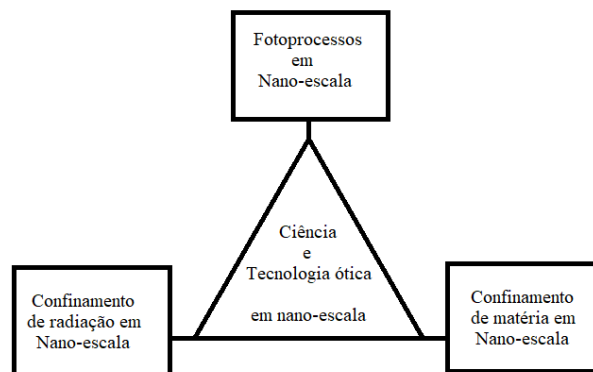 Fotoprocessos
em
Nano-escala
Ciência
e
Tecnologia ótica
em nano-escala
Confinamento
de radiação em
Nano-escala
Confinamento
de matéria em
Nano-escala